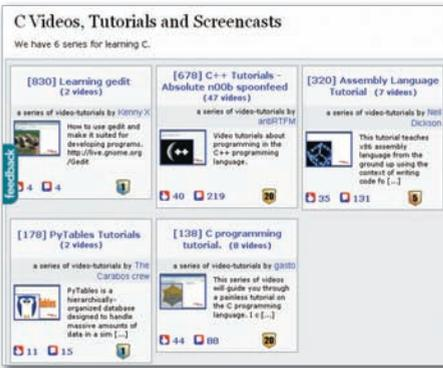 C Videos, Tutorials and Screencasts
We have 6 series for learning C.
[830] Learning gedit
(2 videos)
a series of video-tutorials by Kenny X
How to use gedit and
make it suited for
developing programs.
http://live.gnome.org
/Gedit
4 4 1
[678] C++ Tutorials -
Absolute n00b spoonfeed
(47 videos)
a series of video-tutorials by
antiRTFM
C++
Video tutorials about
programming in the
C++ programming
language.
40 219 20
[320] Assembly Language
Tutorial (7 videos)
a series of video-tutorials by Neil
Dickson
This tutorial teaches
x86 assembly
language from the
ground up using the
context of writing
code fo [...]
35 131 5
feedback
[178] PyTables Tutorials
(2 videos)
a series of video-tutorials by The
Carabos crew
PyTables is a
hierarchically-
organized database
designed to handle
massive amounts of
data in a sim [...]
11 15 1
[138] C programming
tutorial. (8 videos)
a series of video-tutorials by gasto
This series of videos
will guide you through
a painless tutorial on
the C programming
language. I c [...]
44 88 20